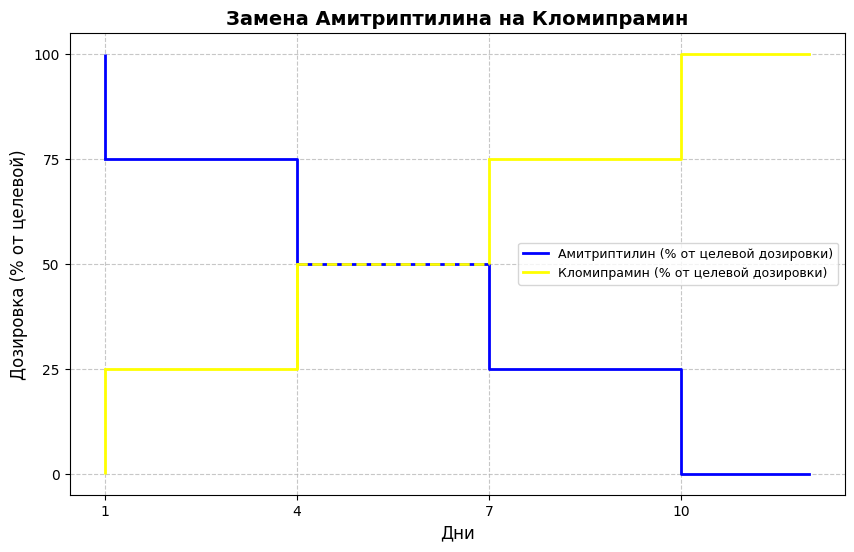 Замена Амитриптилина на Кломипрамин
Дозировка (% от целевой)
100
75
50
25
0
Амитриптилин (% от целевой дозировки)
Кломипрамин (% от целевой дозировки)
1 4 7 10
Дни